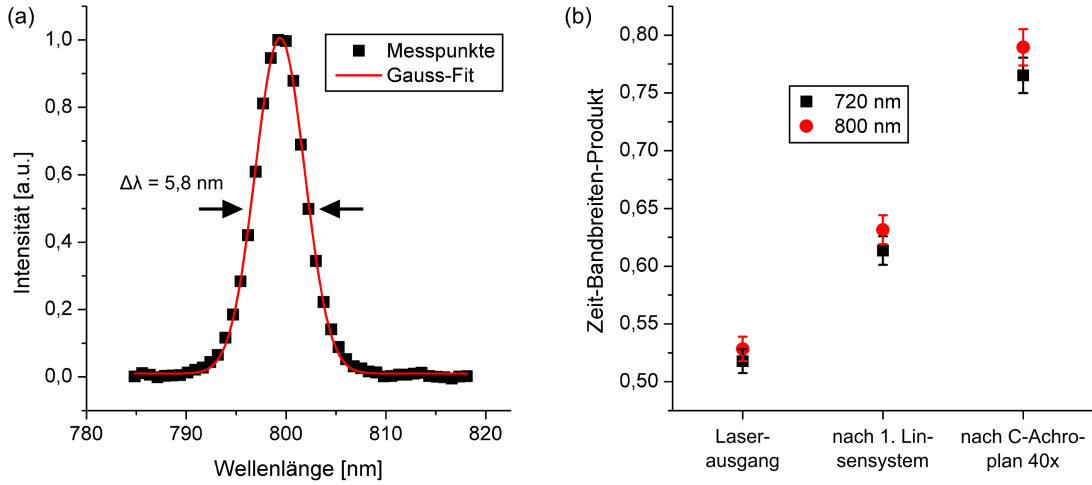 (a)
1,0
0,8
0,6
0,4
0,2
0,0
Intensität [a.u.]
Messpunkte
Gauss-Fit
Δλ = 5,8 nm
780
790
800
810
820
Wellenlänge [nm]
(b)
0,80
0,75
0,70
0,65
0,60
0,55
0,50
Zeit-Bandbreiten-Produkt
720 nm
800 nm
Laser-
ausgang
nach 1. Lin-
sensystem
nach C-Achro-
plan 40x